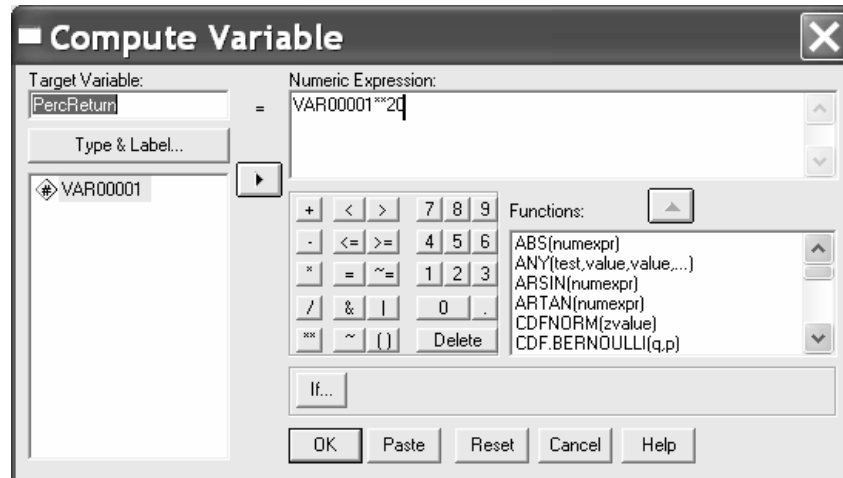 Compute Variable
Target Variable:
PercReturn
=
Numeric Expression:
VAR00001**20
Type & Label...
# VAR00001
+ < > 7 8 9
- <= >= 4 5 6
* = ~= 1 2 3
/ & | 0 .
** ~ () Delete
Functions:
ABS(numexpr)
ANY(test,value,value,...)
ARSIN(numexpr)
ARTAN(numexpr)
CDFNORM(zvalue)
CDF.BERNOULLI(q,p)
If...
OK Paste Reset Cancel Help